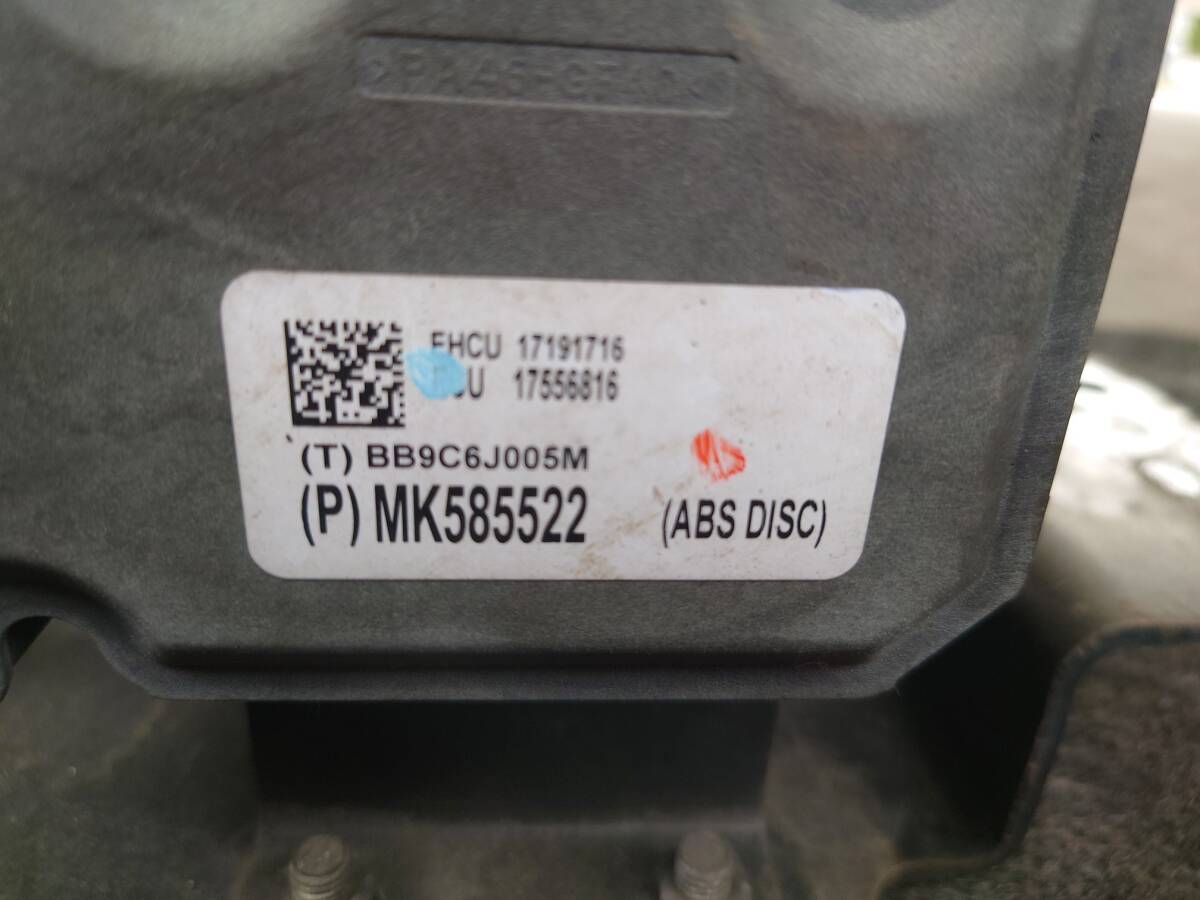 EHCU 17191716
17556816
(T) BB9C6J005M
(P) MK585522
(ABS DISC)